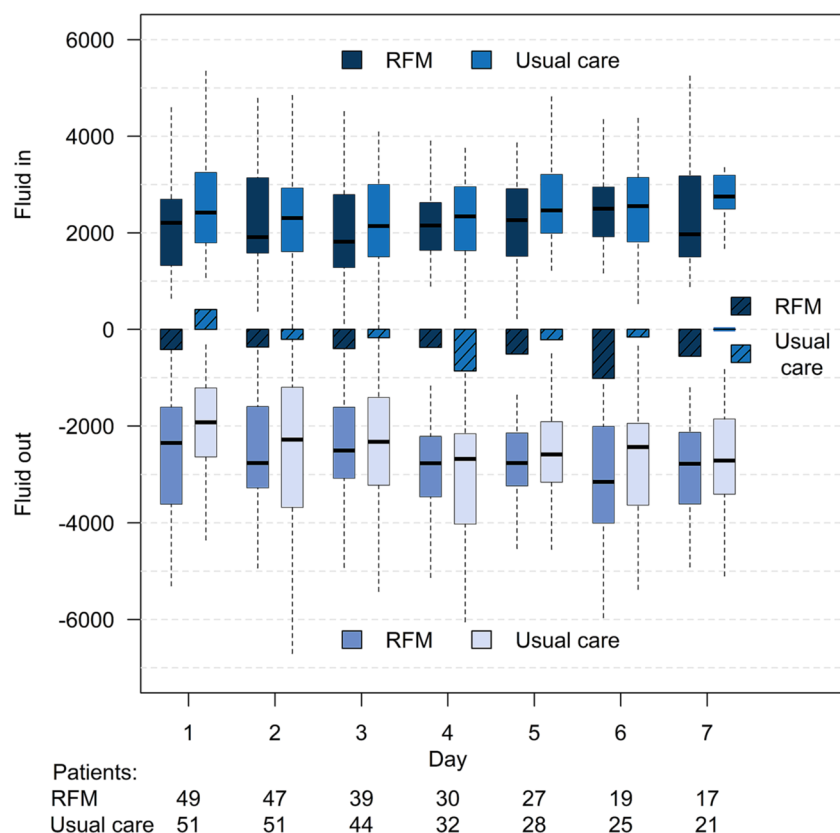 6000
RFM Usual care
4000
Fluid in
2000
RFM
0
Usual
care
-2000
Fluid out
-4000
-6000
RFM Usual care
1 2 3 4 5 6 7
Day
Patients:
RFM 49 47 39 30 27 19 17
Usual care 51 51 44 32 28 25 21